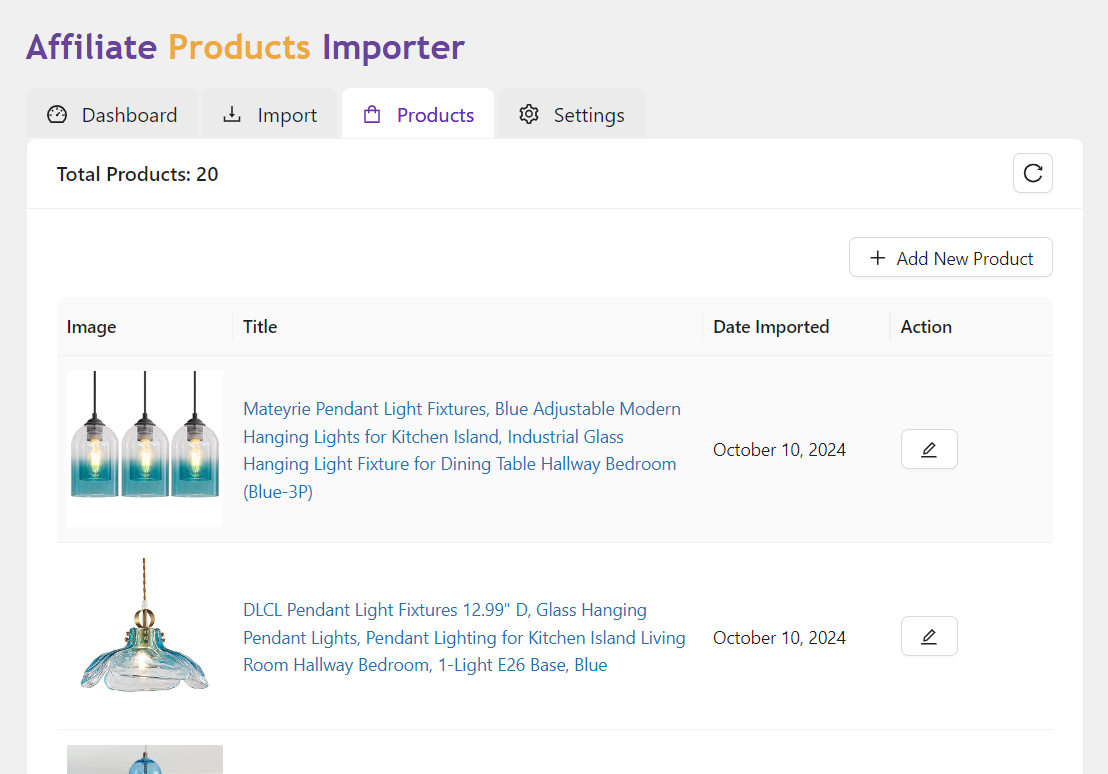 Affiliate Products Importer
Dashboard
Import
Products
Settings
Total Products: 20
Add New Product
Image
Title
Date Imported
Action
Mateyrie Pendant Light Fixtures, Blue Adjustable Modern
Hanging Lights for Kitchen Island, Industrial Glass
Hanging Light Fixture for Dining Table Hallway Bedroom
(Blue-3P)
October 10, 2024
DLCL Pendant Light Fixtures 12.99" D, Glass Hanging
Pendant Lights, Pendant Lighting for Kitchen Island Living
Room Hallway Bedroom, 1-Light E26 Base, Blue
October 10, 2024